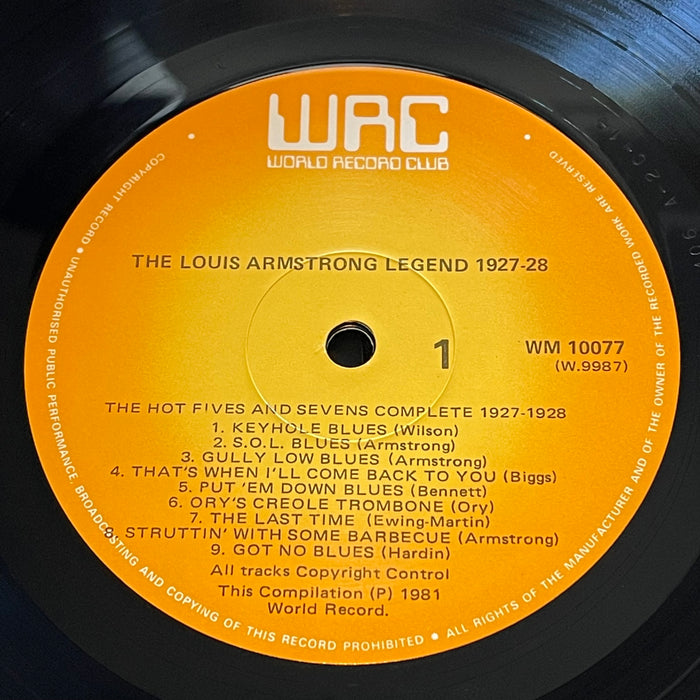 WRC
WORLD RECORD CLUB
THE LOUIS ARMSTRONG LEGEND 1927-28
1
WM 10077
(W.9987)
THE HOT FIVES AND SEVENS COMPLETE 1927-1928
1. KEYHOLE BLUES (Wilson)
2. S.O.L. BLUES (Armstrong)
3. GULLY LOW BLUES (Armstrong)
4. THAT'S WHEN I'LL COME BACK TO YOU (Biggs)
5. PUT 'EM DOWN BLUES (Bennett)
6. ORY'S CREOLE TROMBONE (Ory)
7. THE LAST TIME (Ewing-Martin)
8. STRUTTIN' WITH SOME BARBECUE (Armstrong)
9. GOT NO BLUES (Hardin)
All tracks Copyright Control
This Compilation (P) 1981
World Record.
COPYRIGHT RECORD • UNAUTHORISED PUBLIC PERFORMANCE, BROADCASTING AND COPYING OF THIS RECORD PROHIBITED • ALL RIGHTS OF THE MANUFACTURER AND OF THE OWNER OF THE RECORDED WORK ARE RESERVED